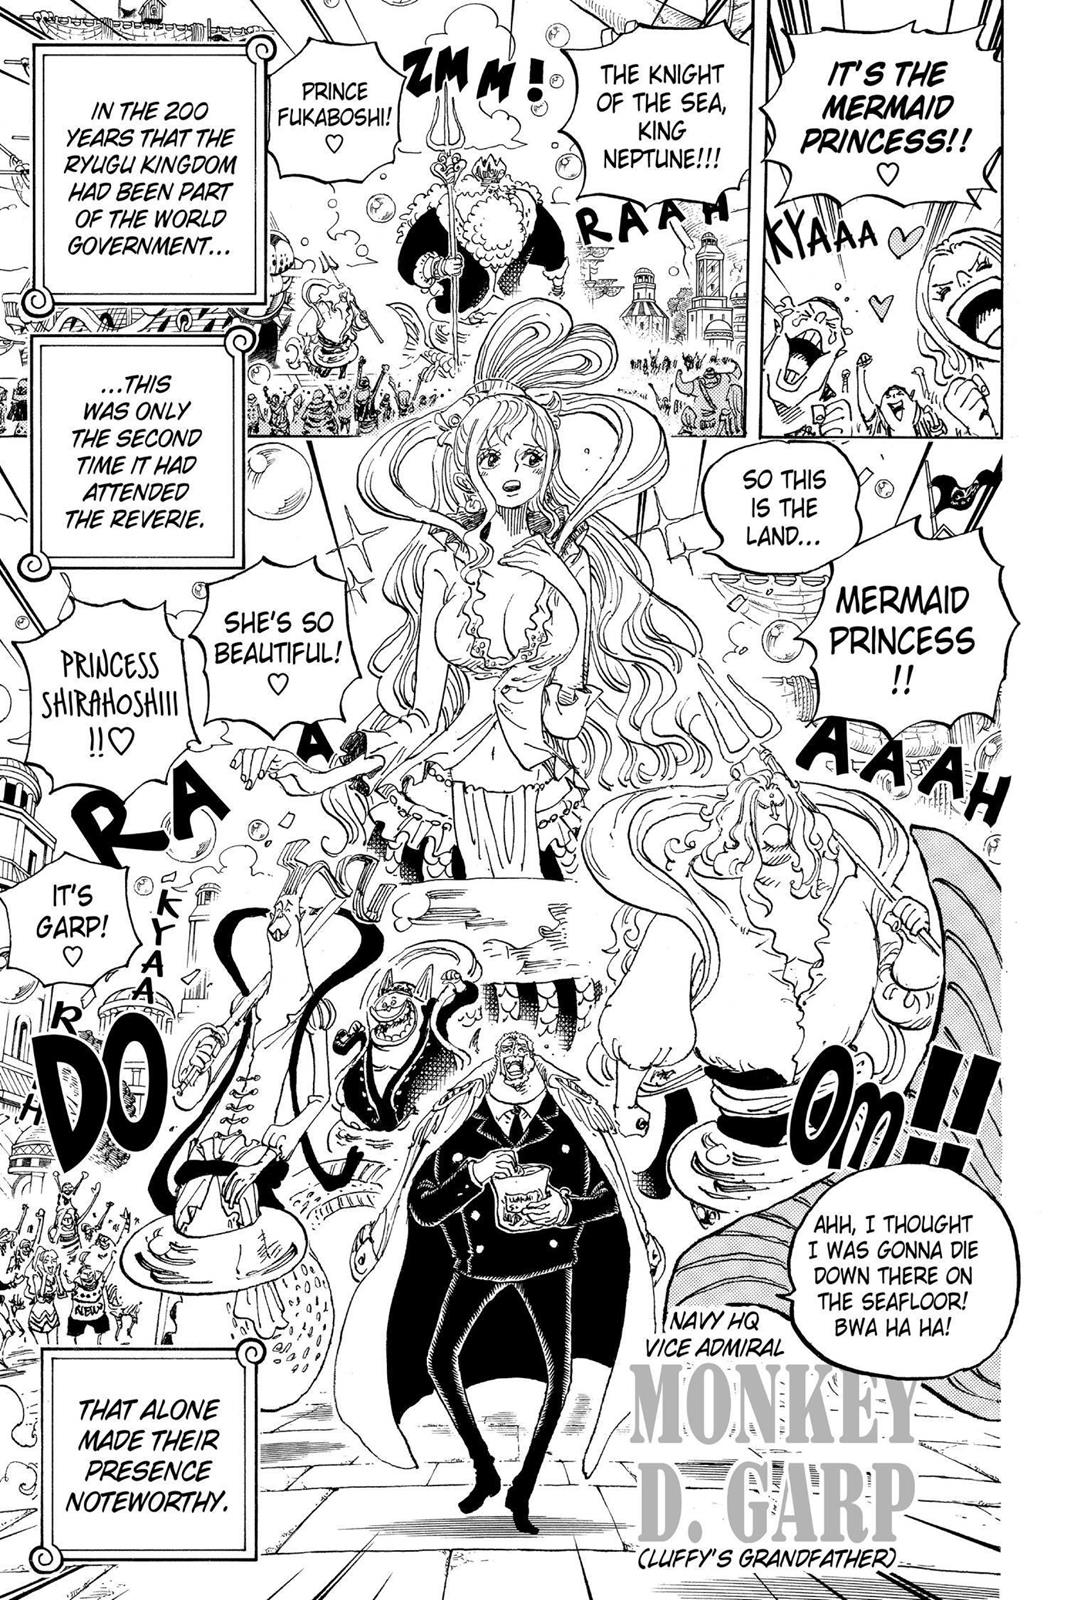 IT'S THE
MERMAID
PRINCESS!!
♡
KYAAA
THE KNIGHT
OF THE SEA,
KING
NEPTUNE!!!
RAAH
ZMM!
PRINCE
FUKABOSHI!
♡
IN THE 200
YEARS THAT THE
RYUGU KINGDOM
HAD BEEN PART
OF THE WORLD
GOVERNMENT...
...THIS
WAS ONLY
THE SECOND
TIME IT HAD
ATTENDED
THE REVERIE.
SO THIS
IS THE
LAND...
MERMAID
PRINCESS
!!
SHE'S SO
BEAUTIFUL!
♡
PRINCESS
SHIRAHOSHIII
!!♡
RAA
AAAH
IT'S
GARP!
♡
KYAA
RH
DOOM!!
AHH, I THOUGHT
I WAS GONNA DIE
DOWN THERE ON
THE SEAFLOOR!
BWA HA HA!
NAVY HQ
VICE ADMIRAL
MONKEY
D. GARP
(LUFFY'S GRANDFATHER)
THAT ALONE
MADE THEIR
PRESENCE
NOTEWORTHY.